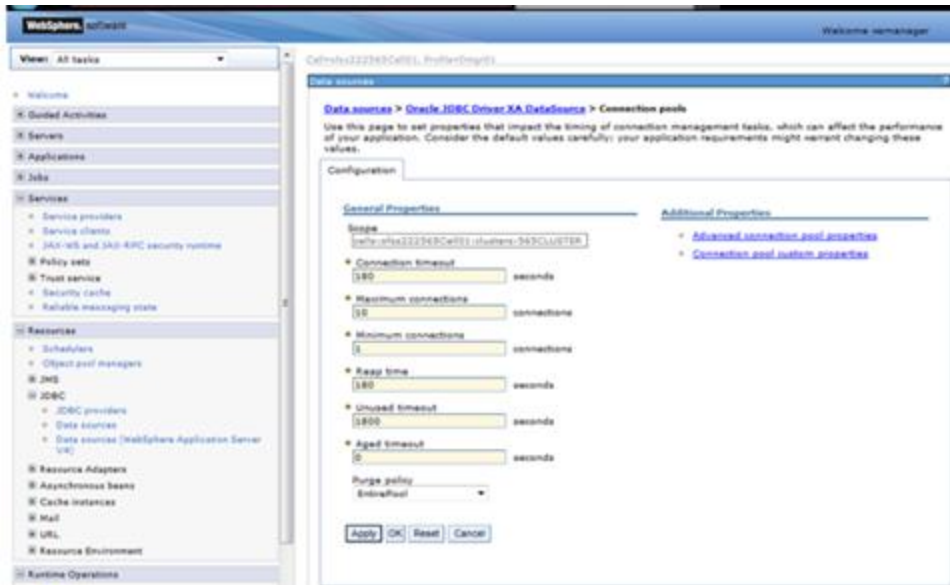 WebSphere. software
Welcome
View: All tasks
Welcome
Guided Activities
Servers
Applications
Jobs
Services
Service providers
Service clients
JAX-WS and JAX-RPC security runtime
Policy sets
Trust service
Security cache
Reliable messaging state
Resources
Schedulers
Object pool managers
JMS
JDBC
JDBC providers
Data sources
Data sources (WebSphere Application Server V4)
Resource Adapters
Asynchronous beans
Cache instances
Mail
URL
Resource Environment
Runtime Operations
Data sources
?
Data sources > Oracle JDBC Driver XA DataSource > Connection pools
Use this page to set properties that impact the timing of connection management tasks, which can affect the performance
of your application. Consider the default values carefully; your application requirements might warrant changing these
values.
Configuration
General Properties
Scope
* Connection timeout
180 seconds
* Maximum connections
10 connections
* Minimum connections
1 connections
* Reap time
180 seconds
* Unused timeout
1800 seconds
* Aged timeout
0 seconds
Purge policy
EntirePool
Apply OK Reset Cancel
Additional Properties
Advanced connection pool properties
Connection pool custom properties